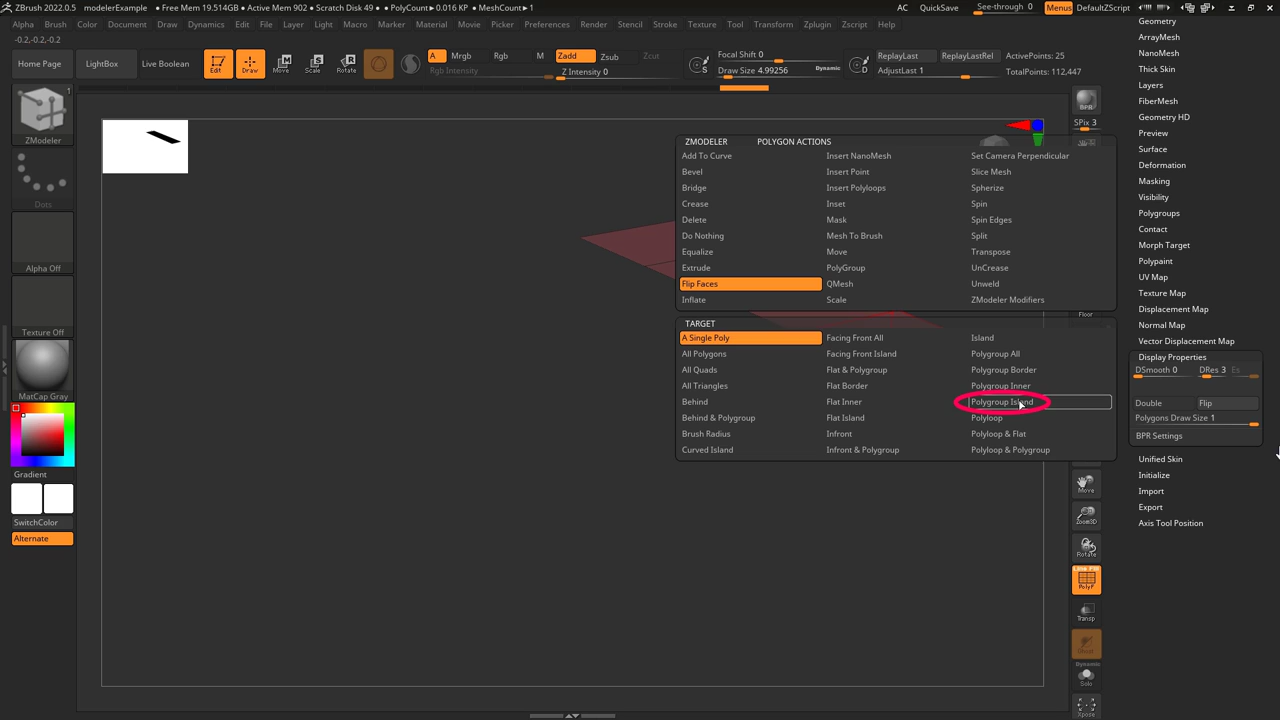 ZBrush 2022.0.5 modelerExample • Free Mem 19.514GB • Active Mem 902 • Scratch Disk 49 • PolyCount▸0.016 KP • MeshCount▸1 AC QuickSave See-through 0 Menus DefaultZScript
Alpha Brush Color Document Draw Dynamics Edit File Layer Light Macro Marker Material Movie Picker Preferences Render Stencil Stroke Texture Tool Transform Zplugin Zscript Help
-0.2,-0.2,-0.2
Home Page LightBox Live Boolean Edit Draw Move Scale Rotate
A Mrgb Rgb M
Rgb Intensity
Zadd Zsub Zcut
Z Intensity 0
S
Focal Shift 0
Draw Size 4.99256 Dynamic
D
ReplayLast ReplayLastRel
AdjustLast 1
ActivePoints: 25
TotalPoints: 112,447
1
ZModeler
Dots
Alpha Off
Texture Off
MatCap Gray
Gradient
SwitchColor
Alternate
ZMODELER POLYGON ACTIONS
Add To Curve Insert NanoMesh Set Camera Perpendicular
Bevel Insert Point Slice Mesh
Bridge Insert Polyloops Spherize
Crease Inset Spin
Delete Mask Spin Edges
Do Nothing Mesh To Brush Split
Equalize Move Transpose
Extrude PolyGroup UnCrease
Flip Faces QMesh Unweld
Inflate Scale ZModeler Modifiers
TARGET
A Single Poly Facing Front All Island
All Polygons Facing Front Island Polygroup All
All Quads Flat & Polygroup Polygroup Border
All Triangles Flat Border Polygroup Inner
Behind Flat Inner Polygroup Island
Behind & Polygroup Flat Island Polyloop
Brush Radius Infront Polyloop & Flat
Curved Island Infront & Polygroup Polyloop & Polygroup
BPR
SPix 3
Floor
Move
Zoom3D
Rotate
Line Fill
PolyF
Transp
Dynamic
Solo
Xpose
Geometry
ArrayMesh
NanoMesh
Thick Skin
Layers
FiberMesh
Geometry HD
Preview
Surface
Deformation
Masking
Visibility
Polygroups
Contact
Morph Target
Polypaint
UV Map
Texture Map
Displacement Map
Normal Map
Vector Displacement Map
Display Properties
DSmooth 0 DRes 3 Es
Double Flip
Polygons Draw Size 1
BPR Settings
Unified Skin
Initialize
Import
Export
Axis Tool Position